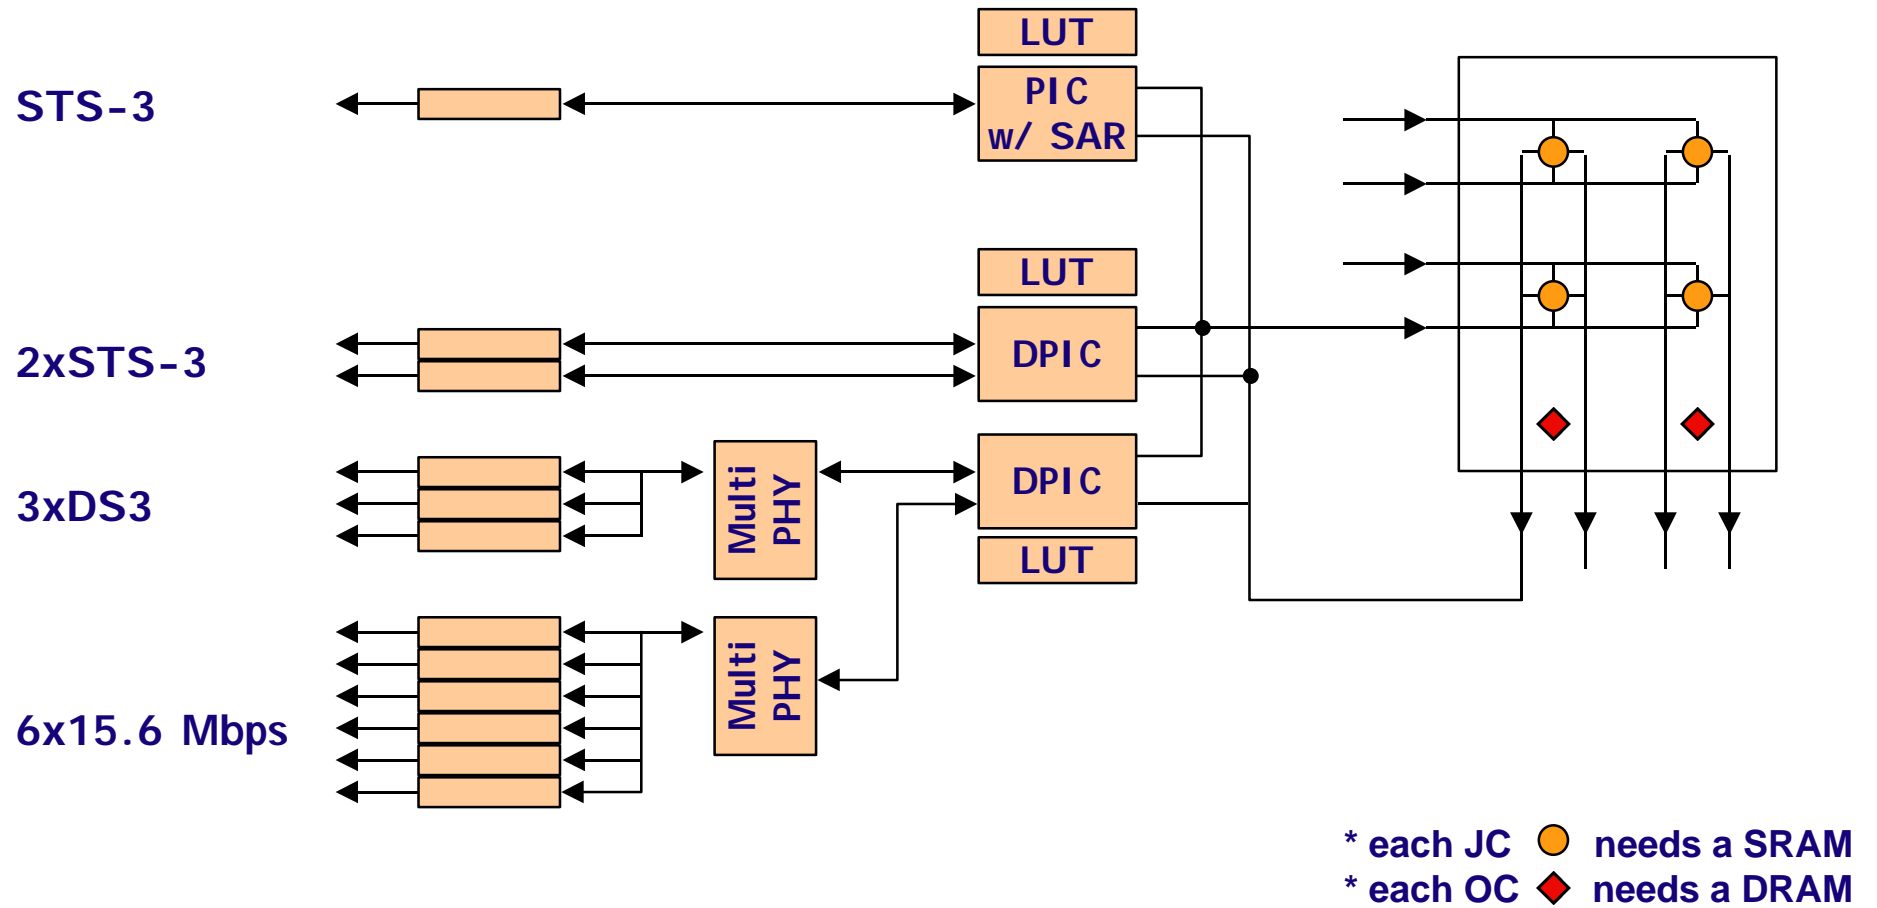 LUT
STS-3
PIC
w/ SAR
LUT
2xSTS-3
DPIC
3xDS3
Multi
PHY
DPIC
LUT
6x15.6 Mbps
Multi
PHY
* each JC needs a SRAM
* each OC needs a DRAM